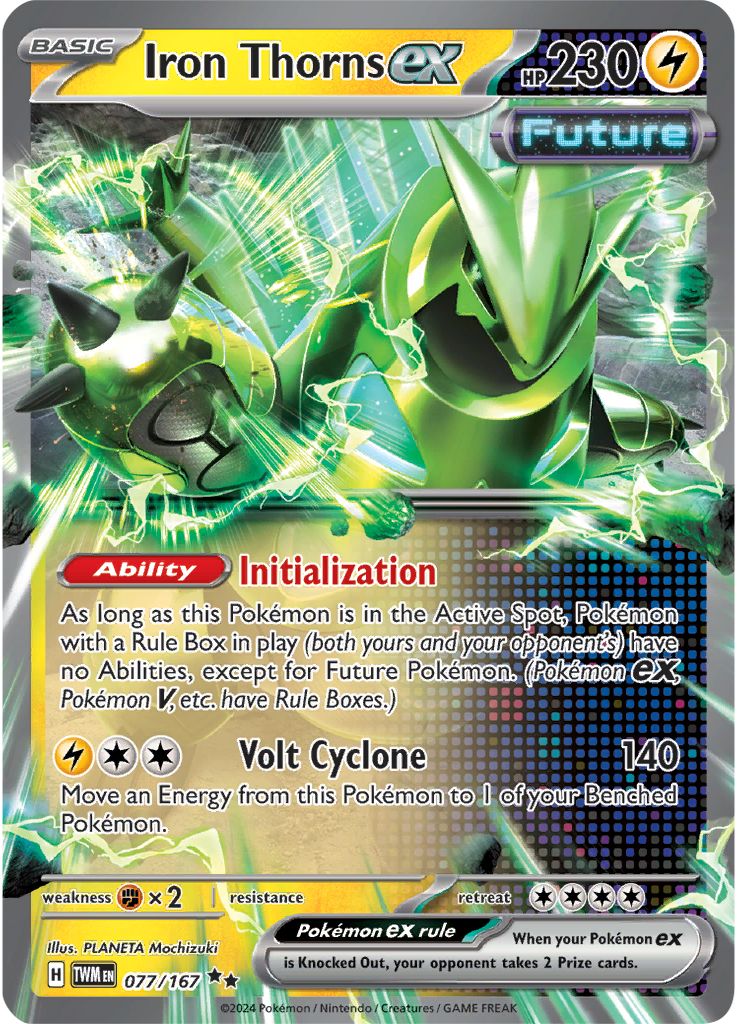 BASIC
Iron Thorns ex
HP 230
Future
Ability Initialization
As long as this Pokémon is in the Active Spot, Pokémon
with a Rule Box in play (both yours and your opponent's) have
no Abilities, except for Future Pokémon. (Pokémon ex,
Pokémon V, etc. have Rule Boxes.)
Volt Cyclone 140
Move an Energy from this Pokémon to 1 of your Benched
Pokémon.
weakness ×2 resistance retreat
Illus. PLANETA Mochizuki
Pokémon ex rule
When your Pokémon ex
is Knocked Out, your opponent takes 2 Prize cards.
H TWM EN 077/167
©2024 Pokémon / Nintendo / Creatures / GAME FREAK